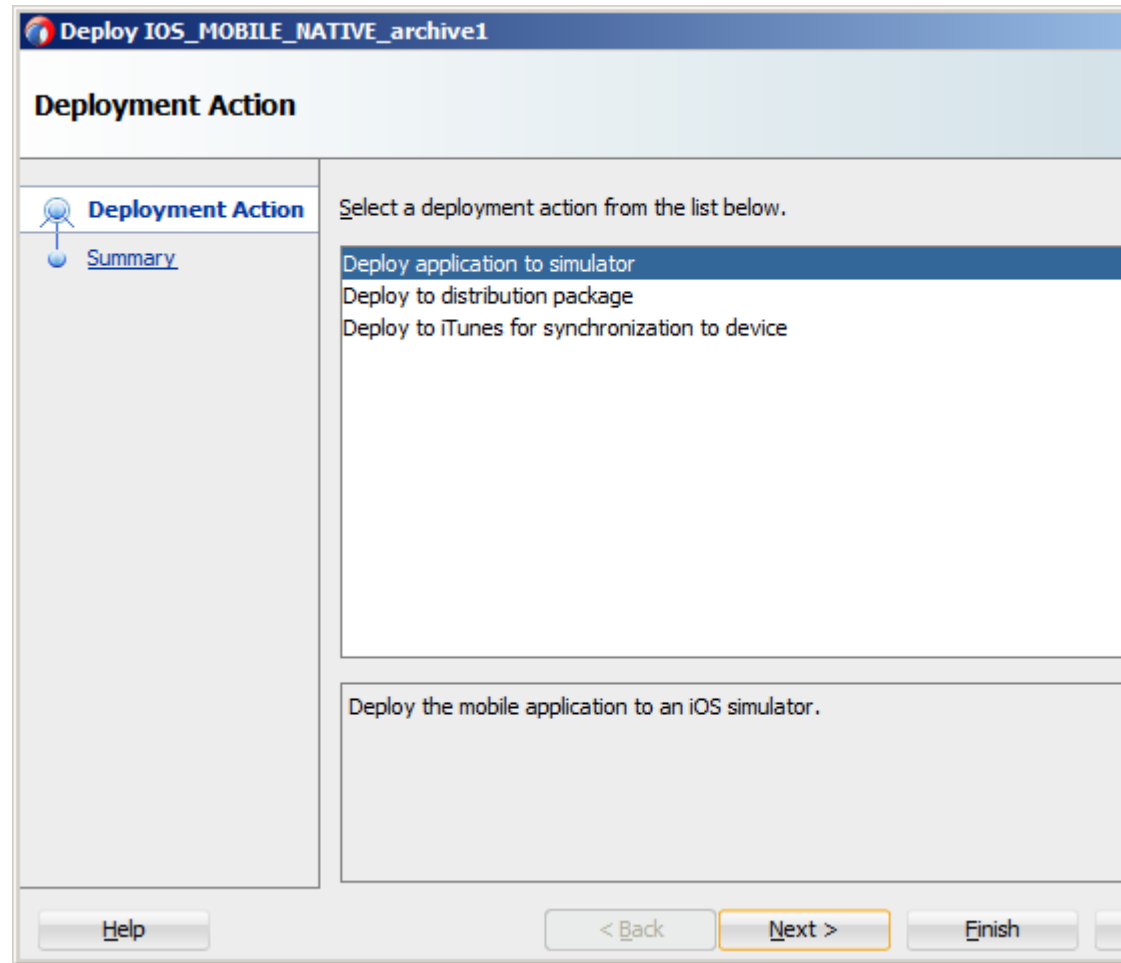 Deploy IOS_MOBILE_NATIVE_archive1
Deployment Action
Deployment Action
Summary
Select a deployment action from the list below.
Deploy application to simulator
Deploy to distribution package
Deploy to iTunes for synchronization to device
Deploy the mobile application to an iOS simulator.
Help
< Back
Next >
Finish